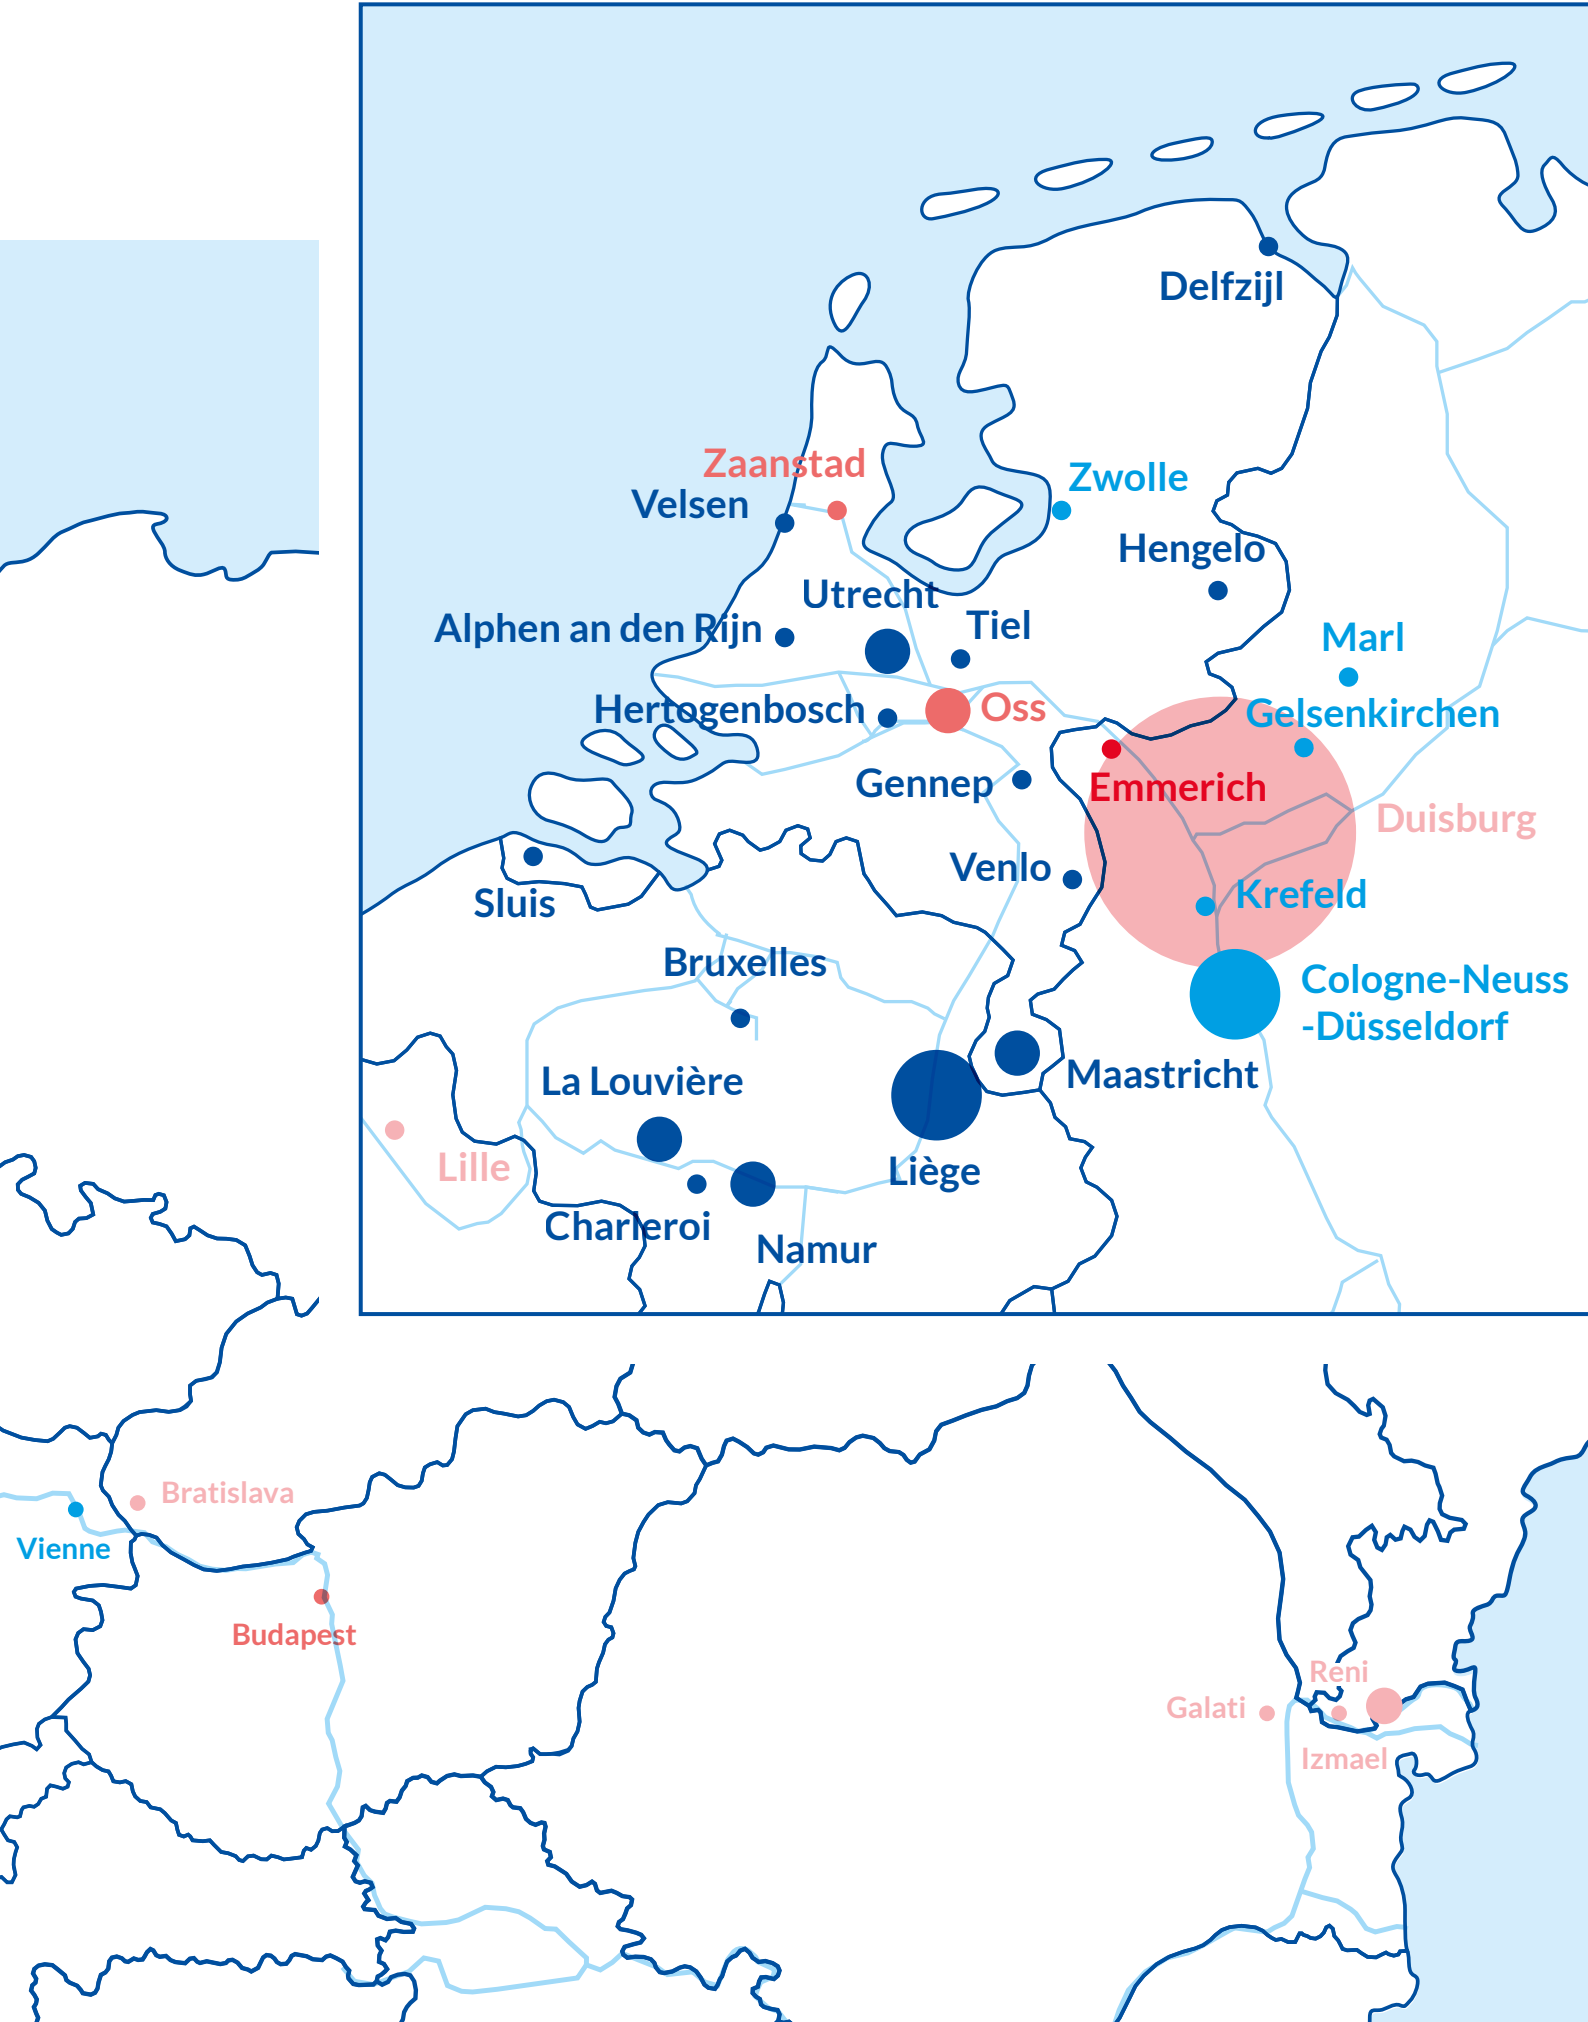 Delfzijl
Zaanstad
Zwolle
Velsen
Hengelo
Utrecht
Tiel
Alphen an den Rijn
Marl
Hertogenbosch
Oss
Gelsenkirchen
Gennep
Emmerich
Duisburg
Venlo
Krefeld
Sluis
Bruxelles
Cologne-Neuss
-Düsseldorf
Maastricht
La Louvière
Lille
Liège
Charleroi
Namur
Bratislava
Vienne
Budapest
Reni
Galati
Izmael